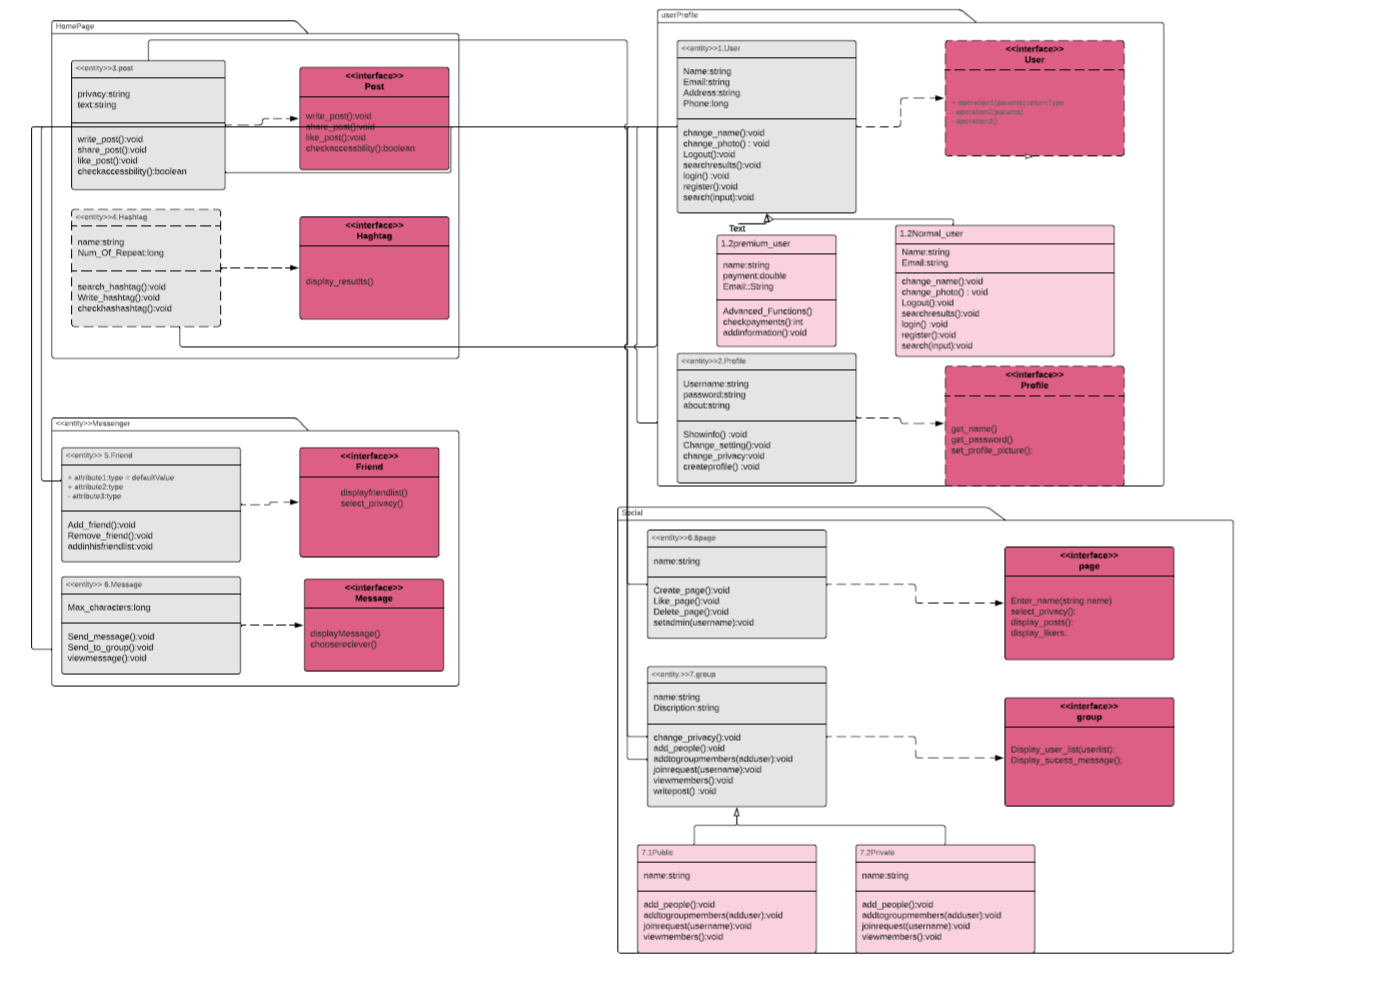 HomePage
<<entity>>3.post
privacy:string
text:string
write_post():void
share_post():void
like_post():void
checkaccessbility():boolean
<<interface>>
Post
write_post():void
share_post():void
like_post():void
checkaccessbility():boolean
<<entity>>4.Hashtag
name:string
Num_Of_Repeat:long
search_hashtag():void
Write_hashtag():void
checkhashashtag():void
<<interface>>
Haghtag
display_resutlts()
userProfile
<<entity>>1.User
Name:string
Email:string
Address:string
Phone:long
change_name():void
change_photo() : void
Logout():void
searchresults():void
login() :void
register():void
search(input):void
<<interface>>
User
+ operation1(params):returnType
- operation2(params)
- operation3()
Text
1.2premium_user
name:string
payment:double
Email::String
Advanced_Functions()
checkpayments():int
addinformation():void
1.2Normal_user
Name:string
Email:string
change_name():void
change_photo() : void
Logout():void
searchresults():void
login() :void
register():void
search(input):void
<<entity>>2.Profile
Username:string
password:string
about:string
Showinfo() :void
Change_setting():void
change_privacy:void
createprofile() :void
<<interface>>
Profile
get_name()
get_password()
set_profile_picture():
<<entity>>Messenger
<<entity>> 5.Friend
+ attribute1:type = defaultValue
+ attribute2:type
- attribute3:type
Add_friend():void
Remove_friend():void
addinhisfriendlist:void
<<interface>>
Friend
displayfriendlist()
select_privacy()
<<entity>> 6.Message
Max_characters:long
Send_message():void
Send_to_group():void
viewmessage():void
<<interface>>
Message
displayMessage()
choosereciever()
Social
<<entity>>6.8page
name:string
Create_page():void
Like_page():void
Delete_page():void
setadmin(username):void
<<interface>>
page
Enter_name(string name)
select_privacy():
display_posts():
display_likers:
<<entity.>>7.group
name:string
Discription:string
change_privacy():void
add_people():void
addtogroupmembers(adduser):void
joinrequest(username):void
viewmembers():void
writepost() :void
<<interface>>
group
Display_user_list(userlist):
Display_sucess_message():
7.1Public
name:string
add_people():void
addtogroupmembers(adduser):void
joinrequest(username):void
viewmembers():void
7.2Private
name:string
add_people():void
addtogroupmembers(adduser):void
joinrequest(username):void
viewmembers():void